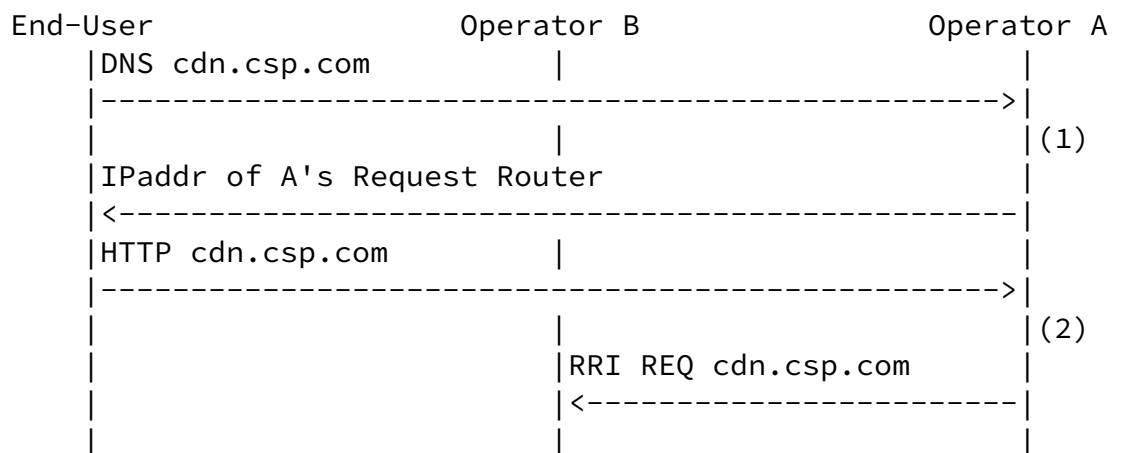 End-User                 Operator B                Operator A
    |DNS cdn.csp.com          |                         |
    |-------------------------------------------------->|
    |                         |                         |(1)
    |IPaddr of A's Request Router                       |
    |<--------------------------------------------------|
    |HTTP cdn.csp.com         |                         |
    |-------------------------------------------------->|
    |                         |                         |(2)
    |                         |RRI REQ cdn.csp.com      |
    |                         |<------------------------|
    |                         |                         |